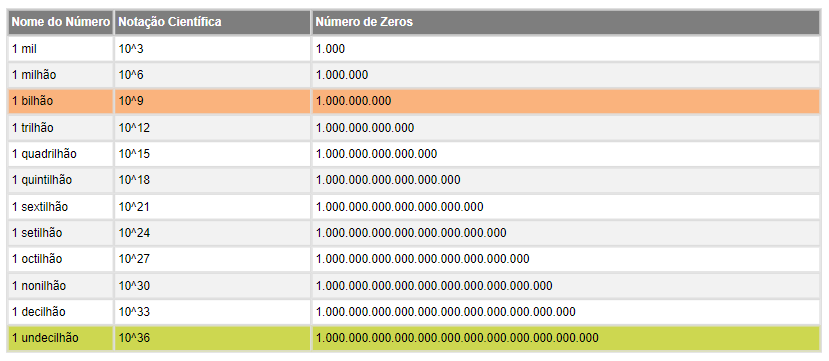 Nome do Número Notação Científica Número de Zeros
1 mil 10^3 1.000
1 milhão 10^6 1.000.000
1 bilhão 10^9 1.000.000.000
1 trilhão 10^12 1.000.000.000.000
1 quadrilhão 10^15 1.000.000.000.000.000
1 quintilhão 10^18 1.000.000.000.000.000.000
1 sextilhão 10^21 1.000.000.000.000.000.000.000
1 setilhão 10^24 1.000.000.000.000.000.000.000.000
1 octilhão 10^27 1.000.000.000.000.000.000.000.000.000
1 nonilhão 10^30 1.000.000.000.000.000.000.000.000.000.000
1 decilhão 10^33 1.000.000.000.000.000.000.000.000.000.000.000
1 undecilhão 10^36 1.000.000.000.000.000.000.000.000.000.000.000.000